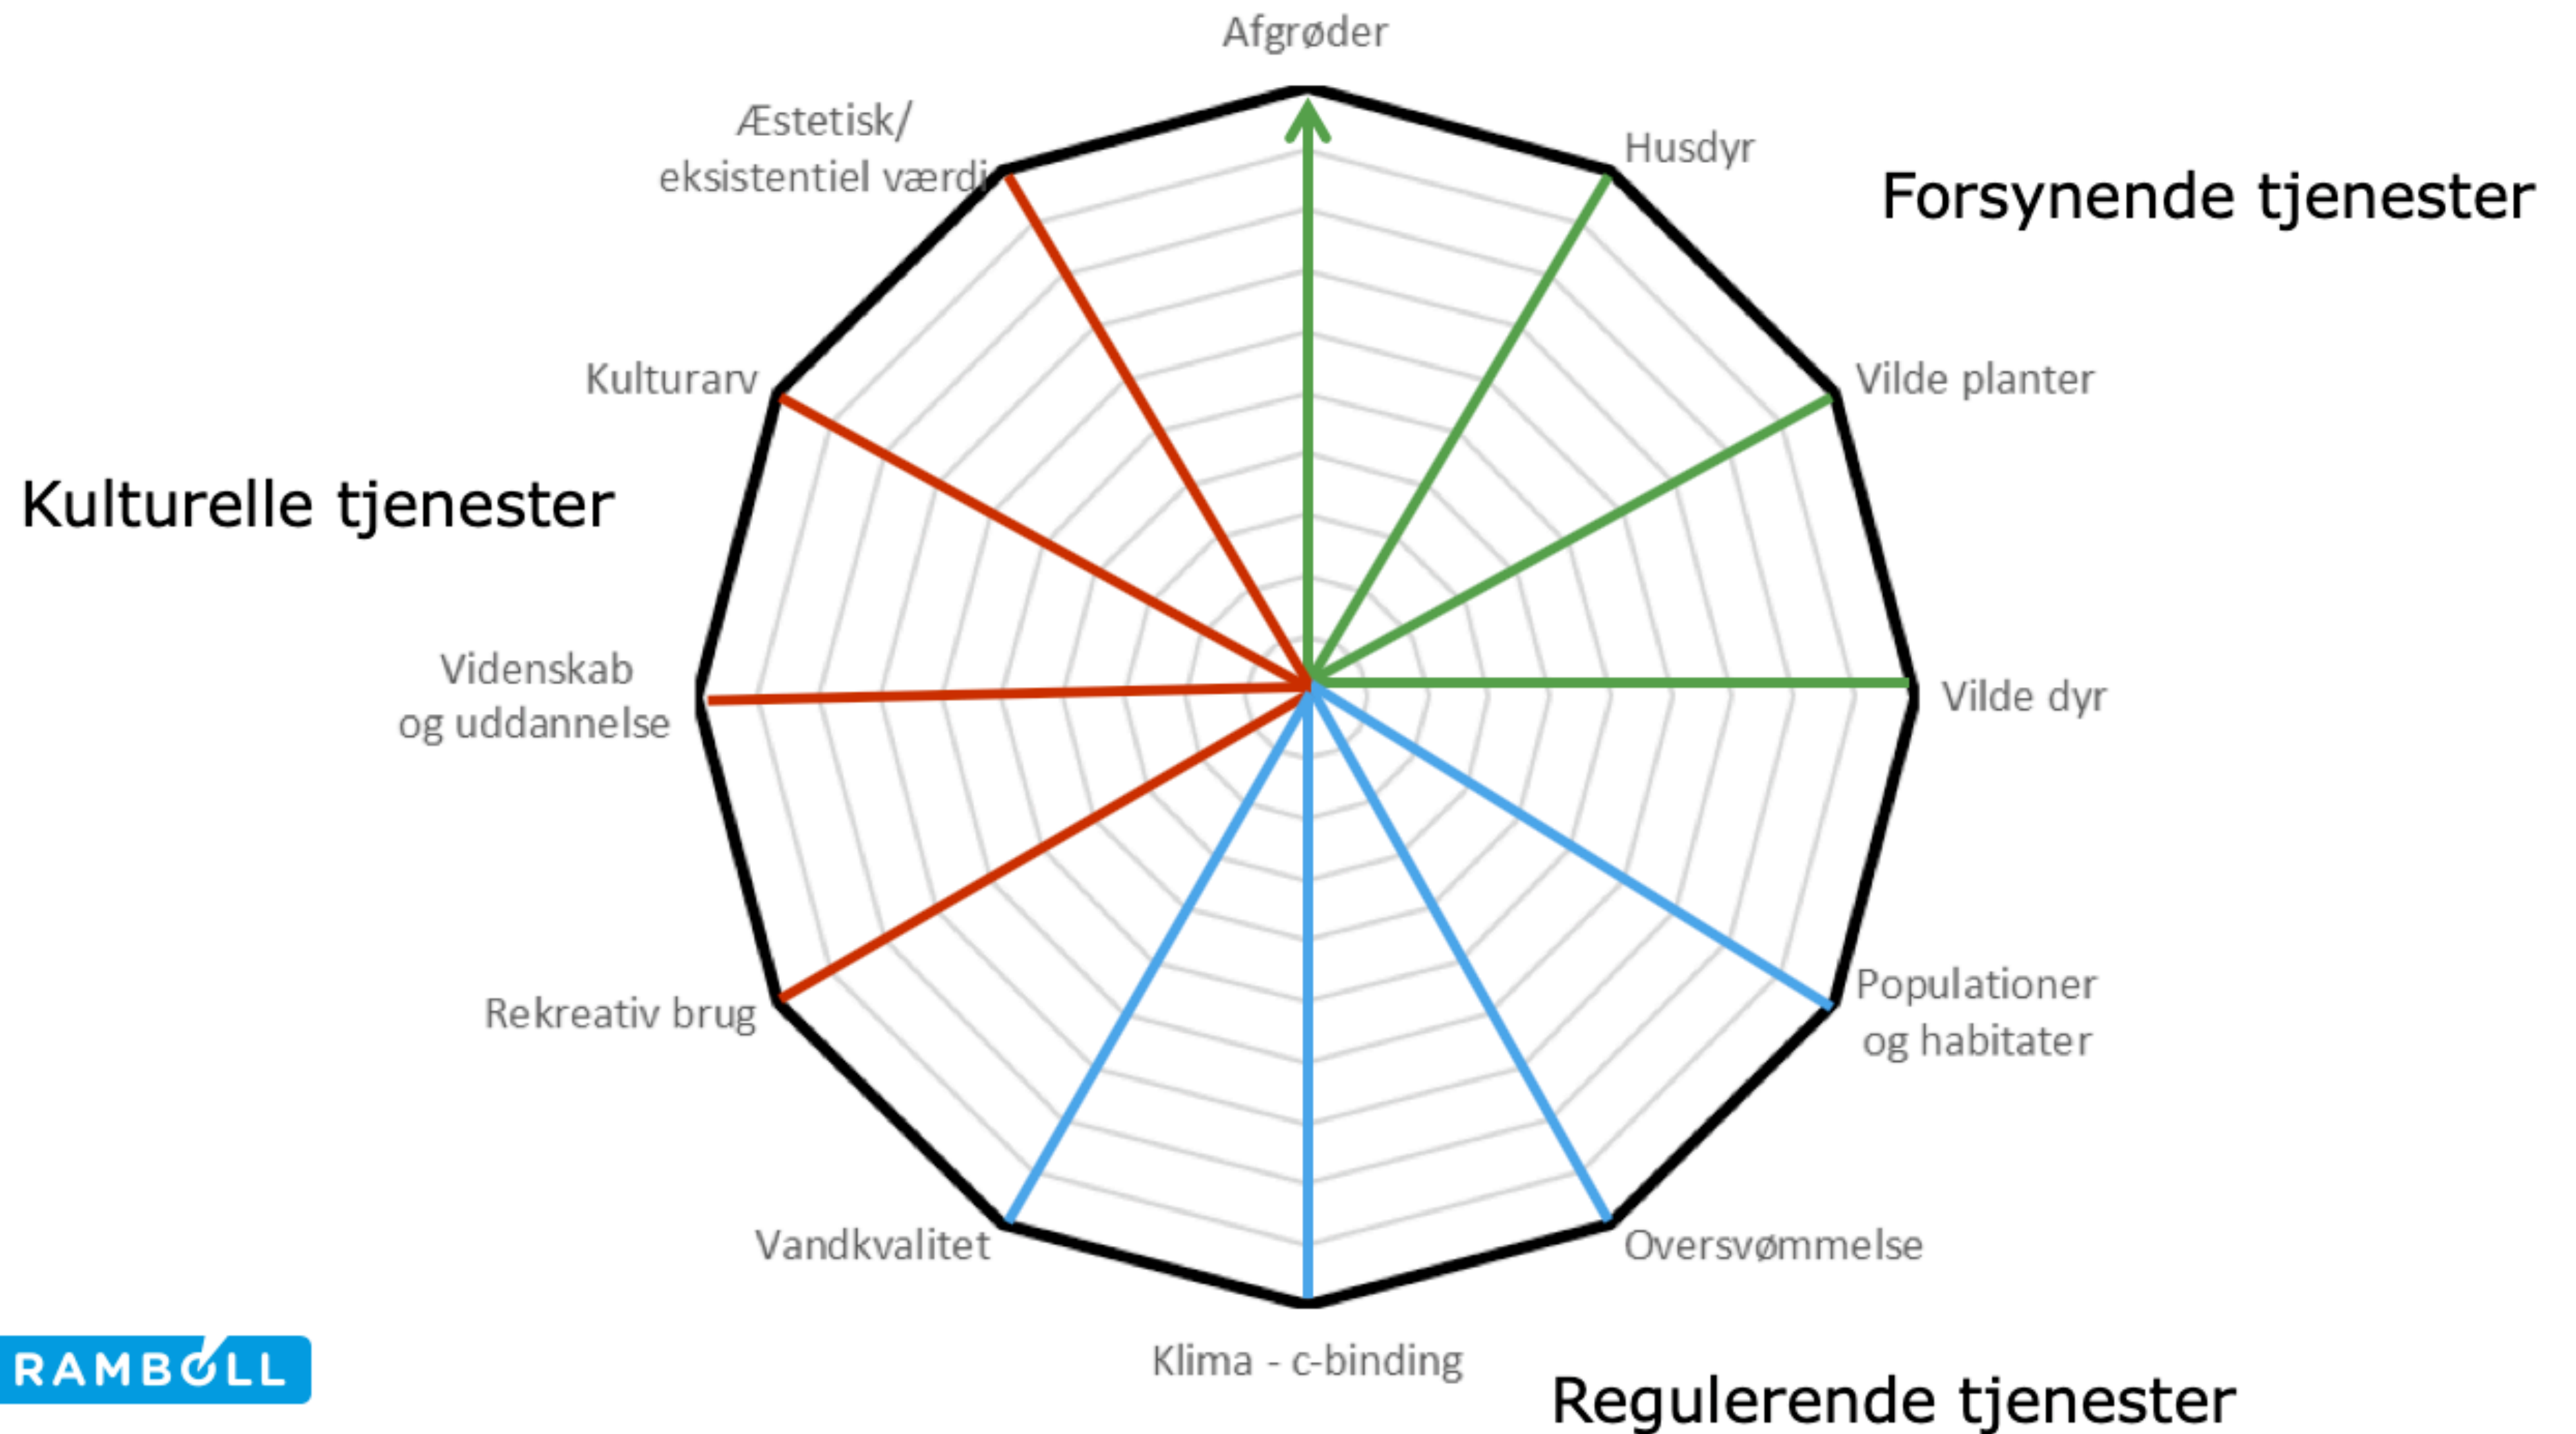 Afgrøder
Æstetisk/
eksistentiel værdi
Husdyr
Forsynende tjenester
Kulturarv
Vilde planter
Kulturelle tjenester
Videnskab
og uddannelse
Vilde dyr
Rekreativ brug
Populationer
og habitater
Vandkvalitet
Oversvømmelse
Klima - c-binding
RAMBOLL
Regulerende tjenester